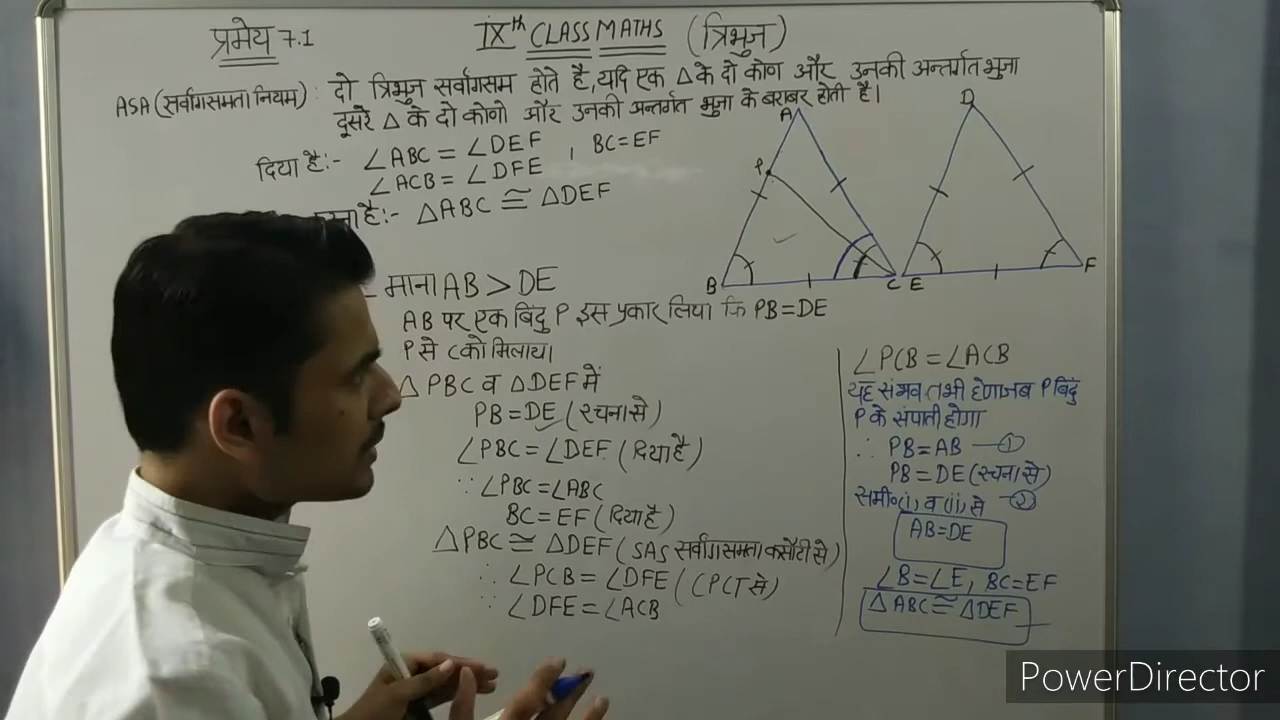 प्रमेय 7.1
IXth CLASS MATHS (त्रिभुज)
ASA (सर्वांगसमता नियम) : दो त्रिभुज सर्वांगसम होते है, यदि एक Δ के दो कोण और उनकी अन्तर्गत भुजा
दूसरे Δ के दो कोणो और उनकी अन्तर्गत भुजा के बराबर होती है।
दिया है:- ∠ABC = ∠DEF , BC=EF
∠ACB = ∠DFE
है:- ΔABC ≅ ΔDEF
माना AB > DE
AB पर एक बिंदु P इस प्रकार लिया कि PB = DE
P से C को मिलाया।
Δ PBC व ΔDEF में
PB = DE (रचना से)
∠PBC = ∠DEF (दिया है)
∵ ∠PBC = ∠ABC
BC = EF (दिया है)
ΔPBC ≅ ΔDEF (SAS सर्वांगसमता कसौटी से)
∴ ∠PCB = ∠DFE (CPCT से)
∵ ∠DFE = ∠ACB
A
P
B
C
D
E
F
∠PCB = ∠ACB
यह संभव तभी होगा जब P बिंदु
P के संपाती होगा
∴ PB = AB —①
PB = DE (रचना से)
समी० (i) व (ii) से —②
AB=DE
∠B=∠E, BC=EF
ΔABC ≅ ΔDEF
PowerDirector